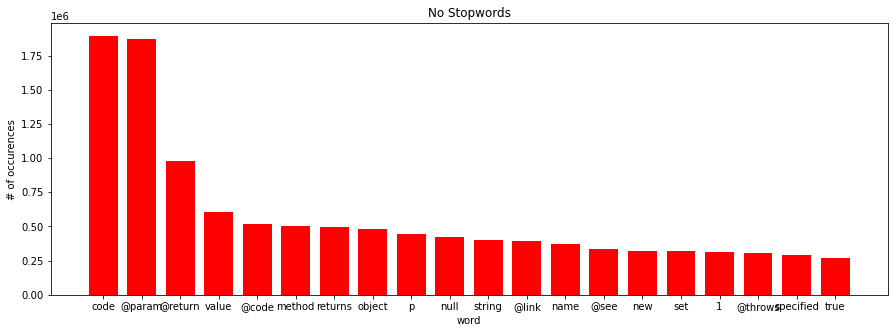 No Stopwords
1e6
1.75
1.50
1.25
1.00
0.75
0.50
0.25
0.00
# of occurences
code @param @return value @code method returns object p null string @link name @see new set 1 @throws specified true
word